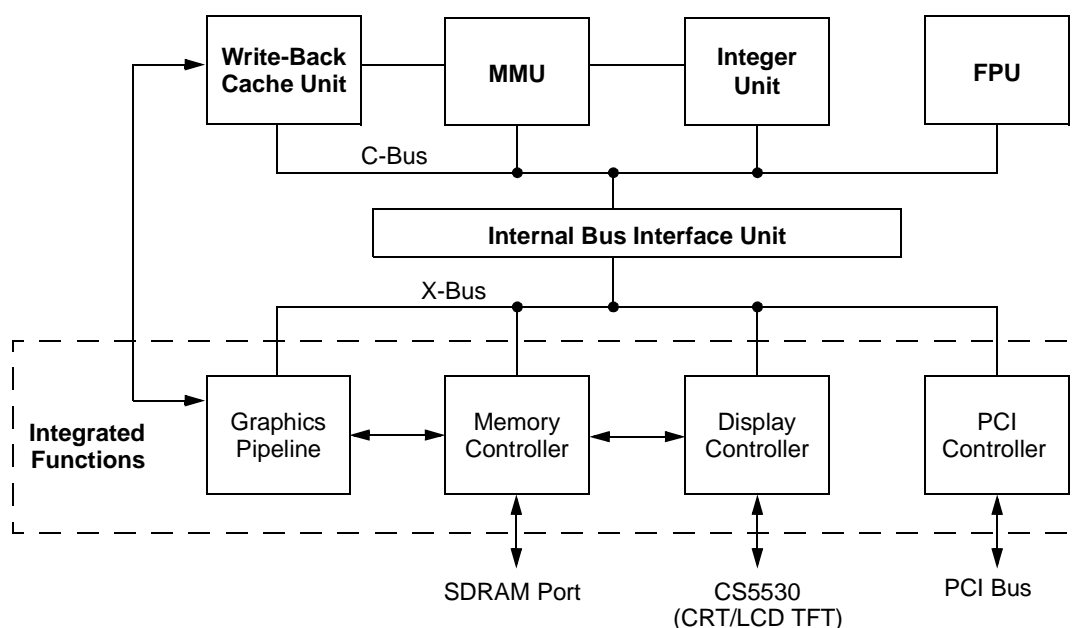 Write-Back
Cache Unit
MMU
Integer
Unit
FPU
C-Bus
Internal Bus Interface Unit
X-Bus
Integrated
Functions
Graphics
Pipeline
Memory
Controller
Display
Controller
PCI
Controller
SDRAM Port
CS5530
(CRT/LCD TFT)
PCI Bus